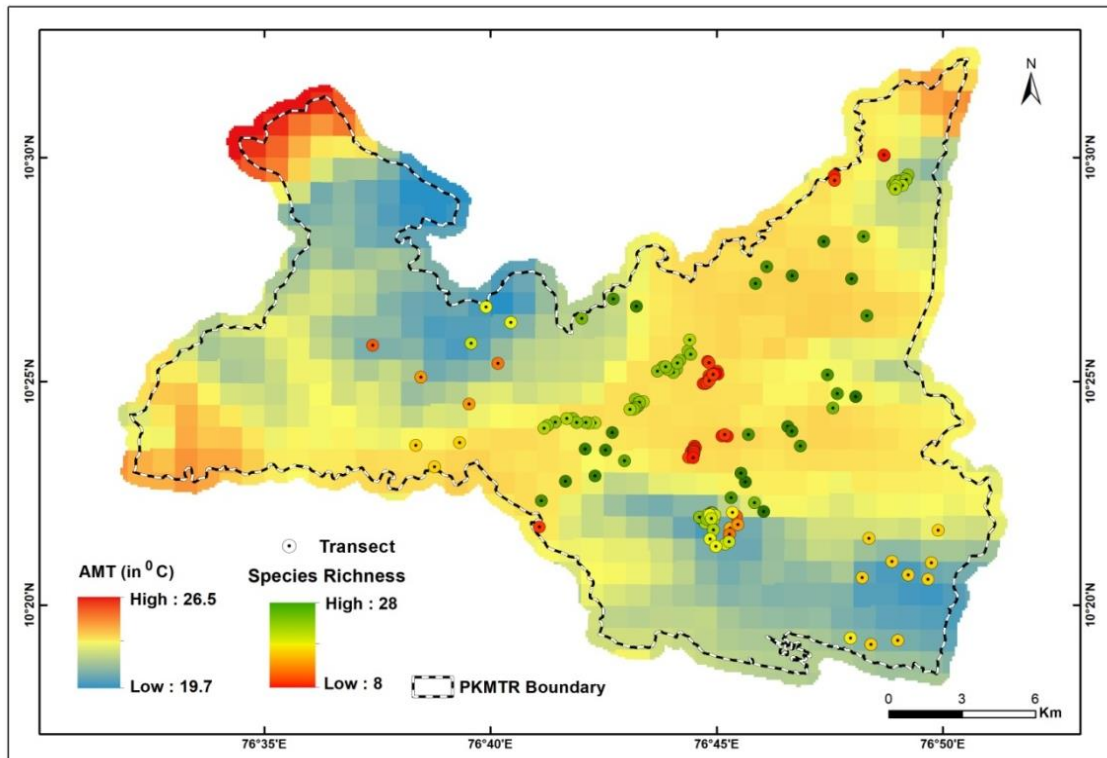 N
10°30'N
10°30'N
10°25'N
10°25'N
10°20'N
10°20'N
Transect
AMT (in ⁰C)
Species Richness
High : 26.5
High : 28
Low : 19.7
Low : 8
PKMTR Boundary
0 3 6
Km
76°35'E 76°40'E 76°45'E 76°50'E